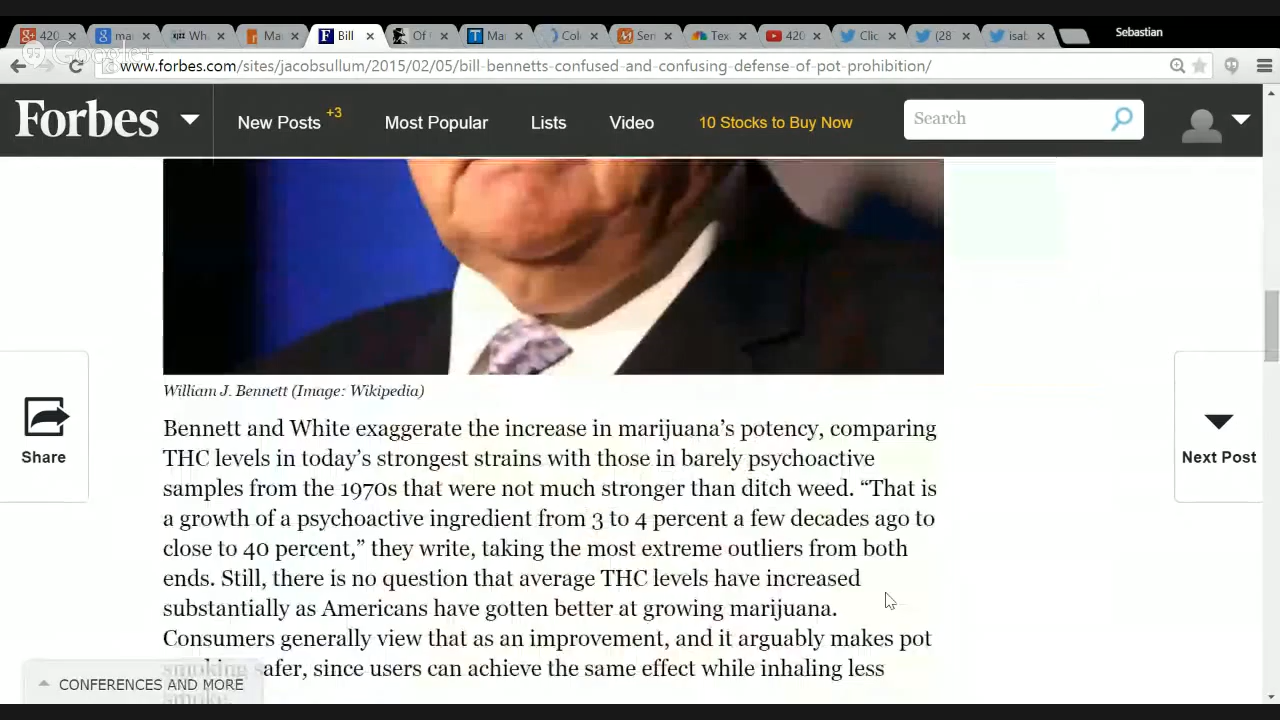 420
ma
Wh
Ma
Bill
Of
Ma
Col
Sen
Tex
420
Clic
(28
isab
Sebastian
Google+
www.forbes.com/sites/jacobsullum/2015/02/05/bill-bennetts-confused-and-confusing-defense-of-pot-prohibition/
Forbes
New Posts +3
Most Popular
Lists
Video
10 Stocks to Buy Now
Search
William J. Bennett (Image: Wikipedia)
Bennett and White exaggerate the increase in marijuana’s potency, comparing
THC levels in today’s strongest strains with those in barely psychoactive
samples from the 1970s that were not much stronger than ditch weed. “That is
a growth of a psychoactive ingredient from 3 to 4 percent a few decades ago to
close to 40 percent,” they write, taking the most extreme outliers from both
ends. Still, there is no question that average THC levels have increased
substantially as Americans have gotten better at growing marijuana.
Consumers generally view that as an improvement, and it arguably makes pot
smoking safer, since users can achieve the same effect while inhaling less
smoke.
Share
Next Post
CONFERENCES AND MORE